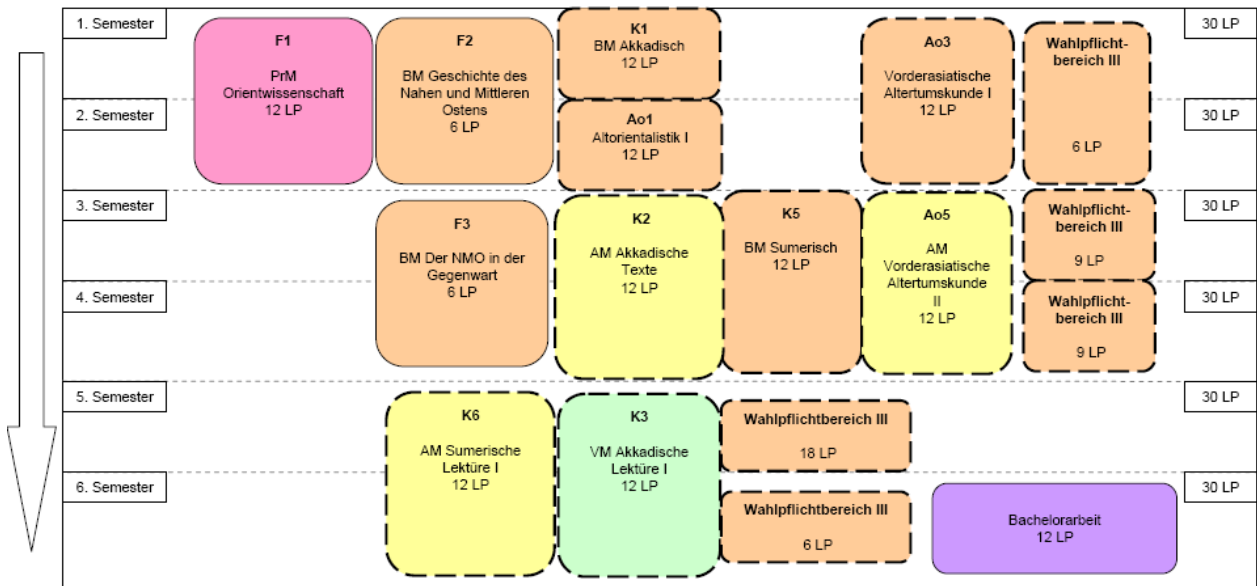 1. Semester
30 LP
F1
PrM
Orientwissenschaft
12 LP
F2
BM Geschichte des
Nahen und Mittleren
Ostens
6 LP
K1
BM Akkadisch
12 LP
Ao3
Vorderasiatische
Altertumskunde I
12 LP
Wahlpflicht-
bereich III
6 LP
2. Semester
30 LP
Ao1
Altorientalistik I
12 LP
3. Semester
30 LP
F3
BM Der NMO in der
Gegenwart
6 LP
K2
AM Akkadische
Texte
12 LP
K5
BM Sumerisch
12 LP
Ao5
AM
Vorderasiatische
Altertumskunde
II
12 LP
Wahlpflicht-
bereich III
9 LP
4. Semester
30 LP
Wahlpflicht-
bereich III
9 LP
5. Semester
30 LP
K6
AM Sumerische
Lektüre I
12 LP
K3
VM Akkadische
Lektüre I
12 LP
Wahlpflichtbereich III
18 LP
6. Semester
30 LP
Wahlpflichtbereich III
6 LP
Bachelorarbeit
12 LP